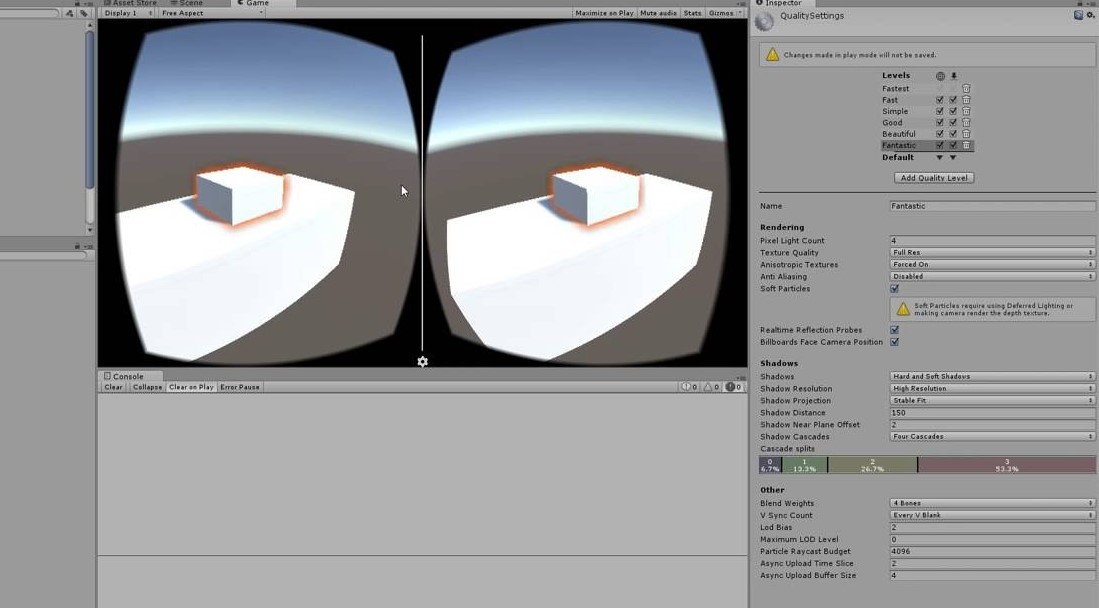 Asset Store
Scene
Game
Inspector
Display 1
Free Aspect
Maximize on Play
Mute audio
Stats
Gizmos
QualitySettings
Changes made in play mode will not be saved.
Levels
Fastest
Fast
Simple
Good
Beautiful
Fantastic
Default
Add Quality Level
Name Fantastic
Rendering
Pixel Light Count 4
Texture Quality Full Res
Anisotropic Textures Forced On
Anti Aliasing Disabled
Soft Particles
Soft Particles require using Deferred Lighting or
making camera render the depth texture.
Realtime Reflection Probes
Billboards Face Camera Position
Shadows
Shadows Hard and Soft Shadows
Shadow Resolution High Resolution
Shadow Projection Stable Fit
Shadow Distance 150
Shadow Near Plane Offset 2
Shadow Cascades Four Cascades
Cascade splits
0 1 2 3
6.7% 13.3% 26.7% 53.3%
Other
Blend Weights 4 Bones
V Sync Count Every V Blank
Lod Bias 2
Maximum LOD Level 0
Particle Raycast Budget 4096
Async Upload Time Slice 2
Async Upload Buffer Size 4
Console
Clear Collapse Clear on Play Error Pause 0 0 0